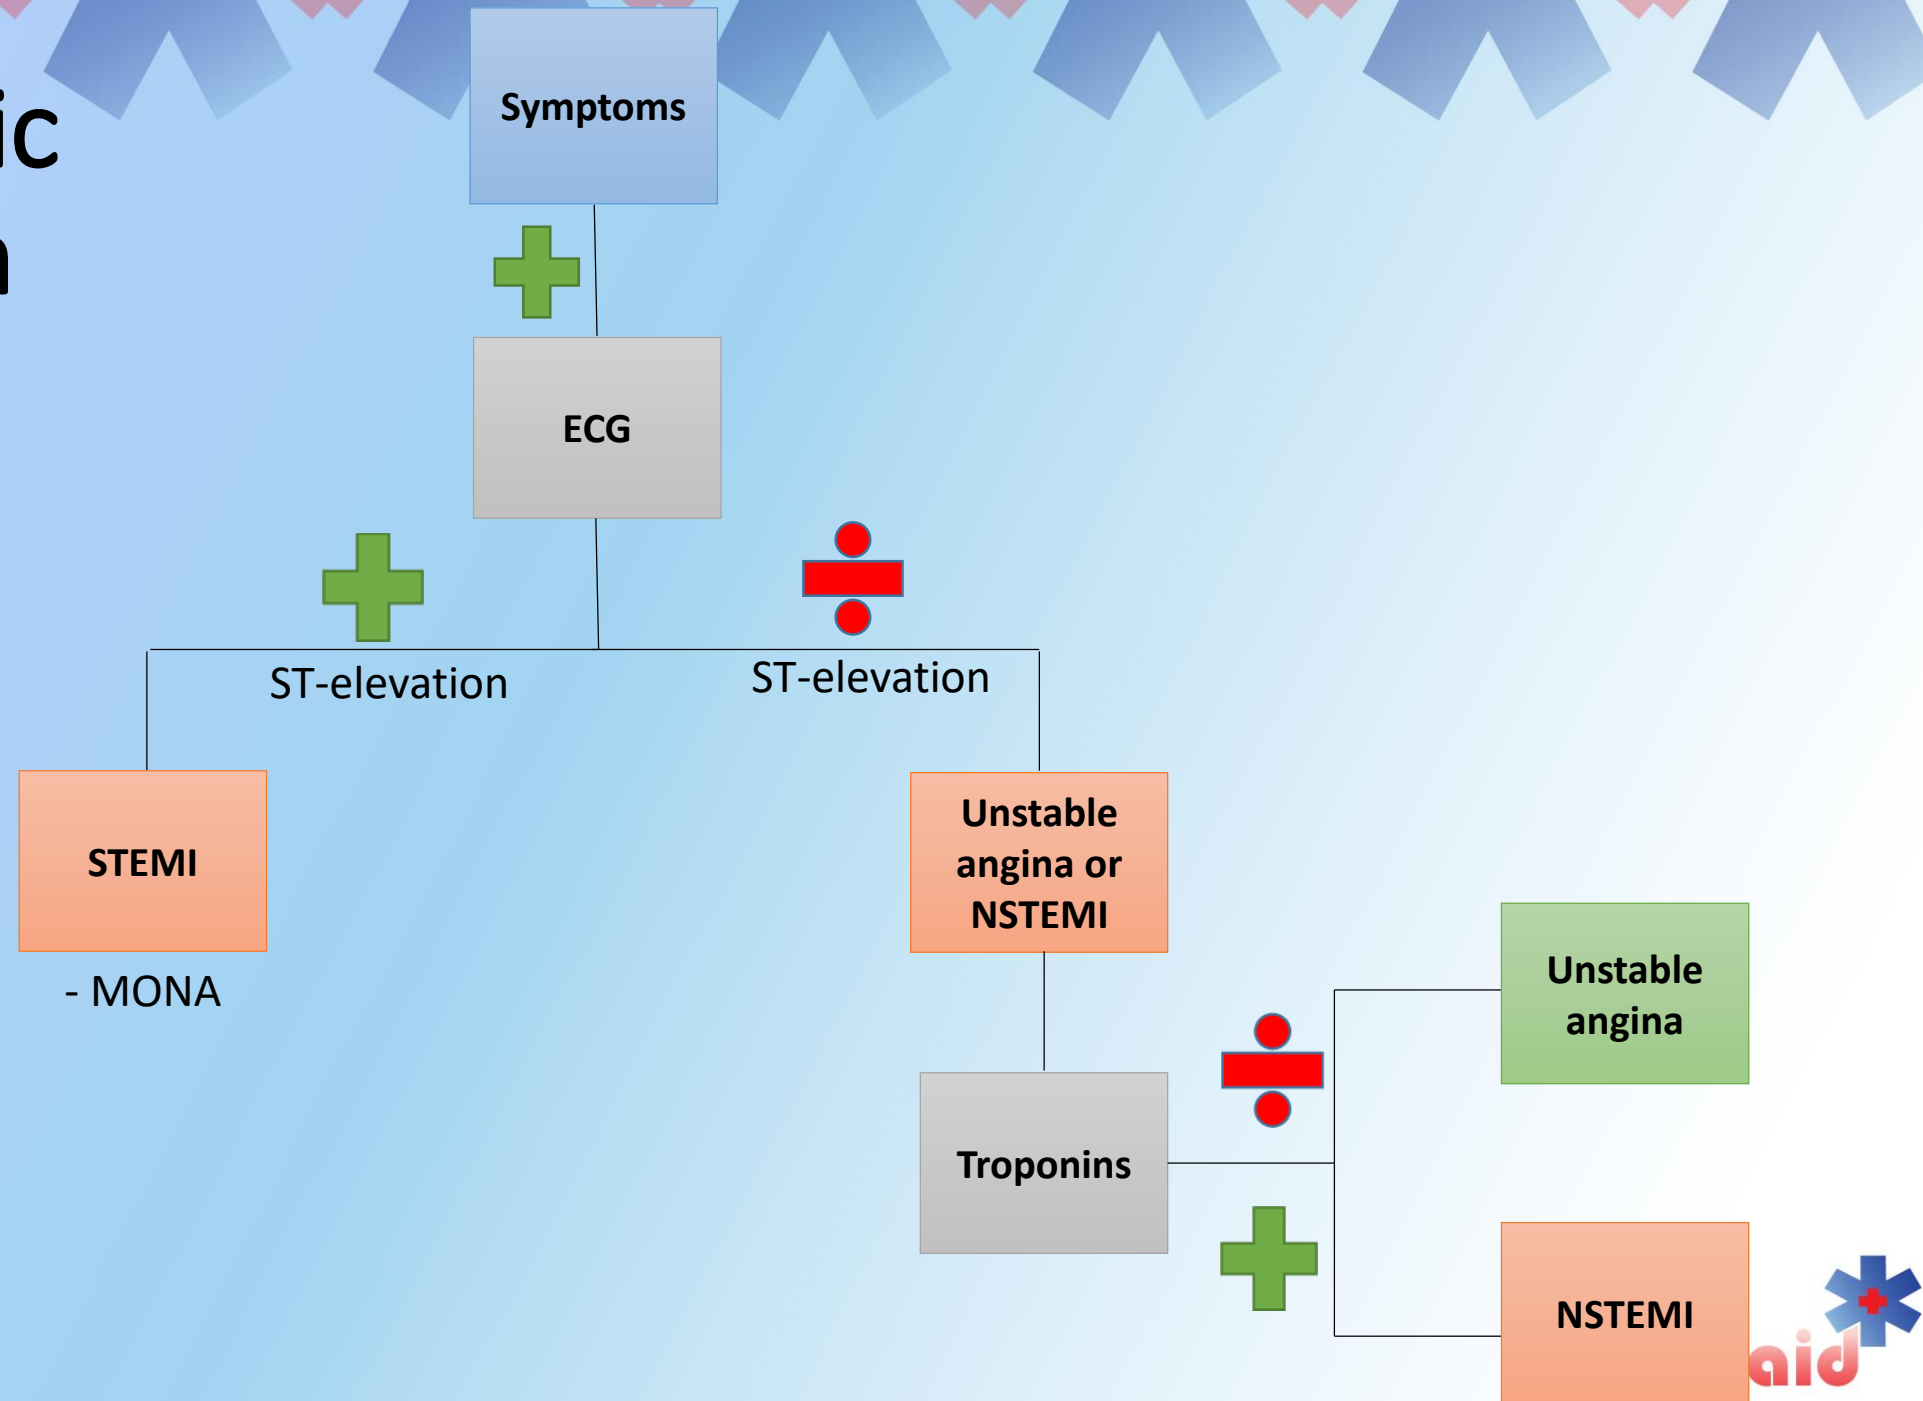 ic
n
Symptoms
ECG
ST-elevation
ST-elevation
STEMI
- MONA
Unstable
angina or
NSTEMI
Troponins
Unstable
angina
NSTEMI
aid